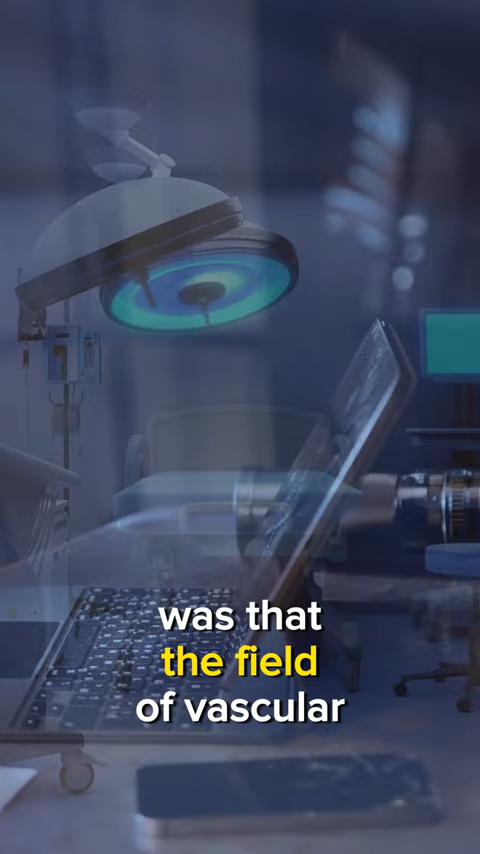 was that
the field
of vascular